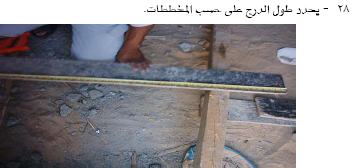 ٢٨ - يحدد طول الدرج على حسب المخططات.